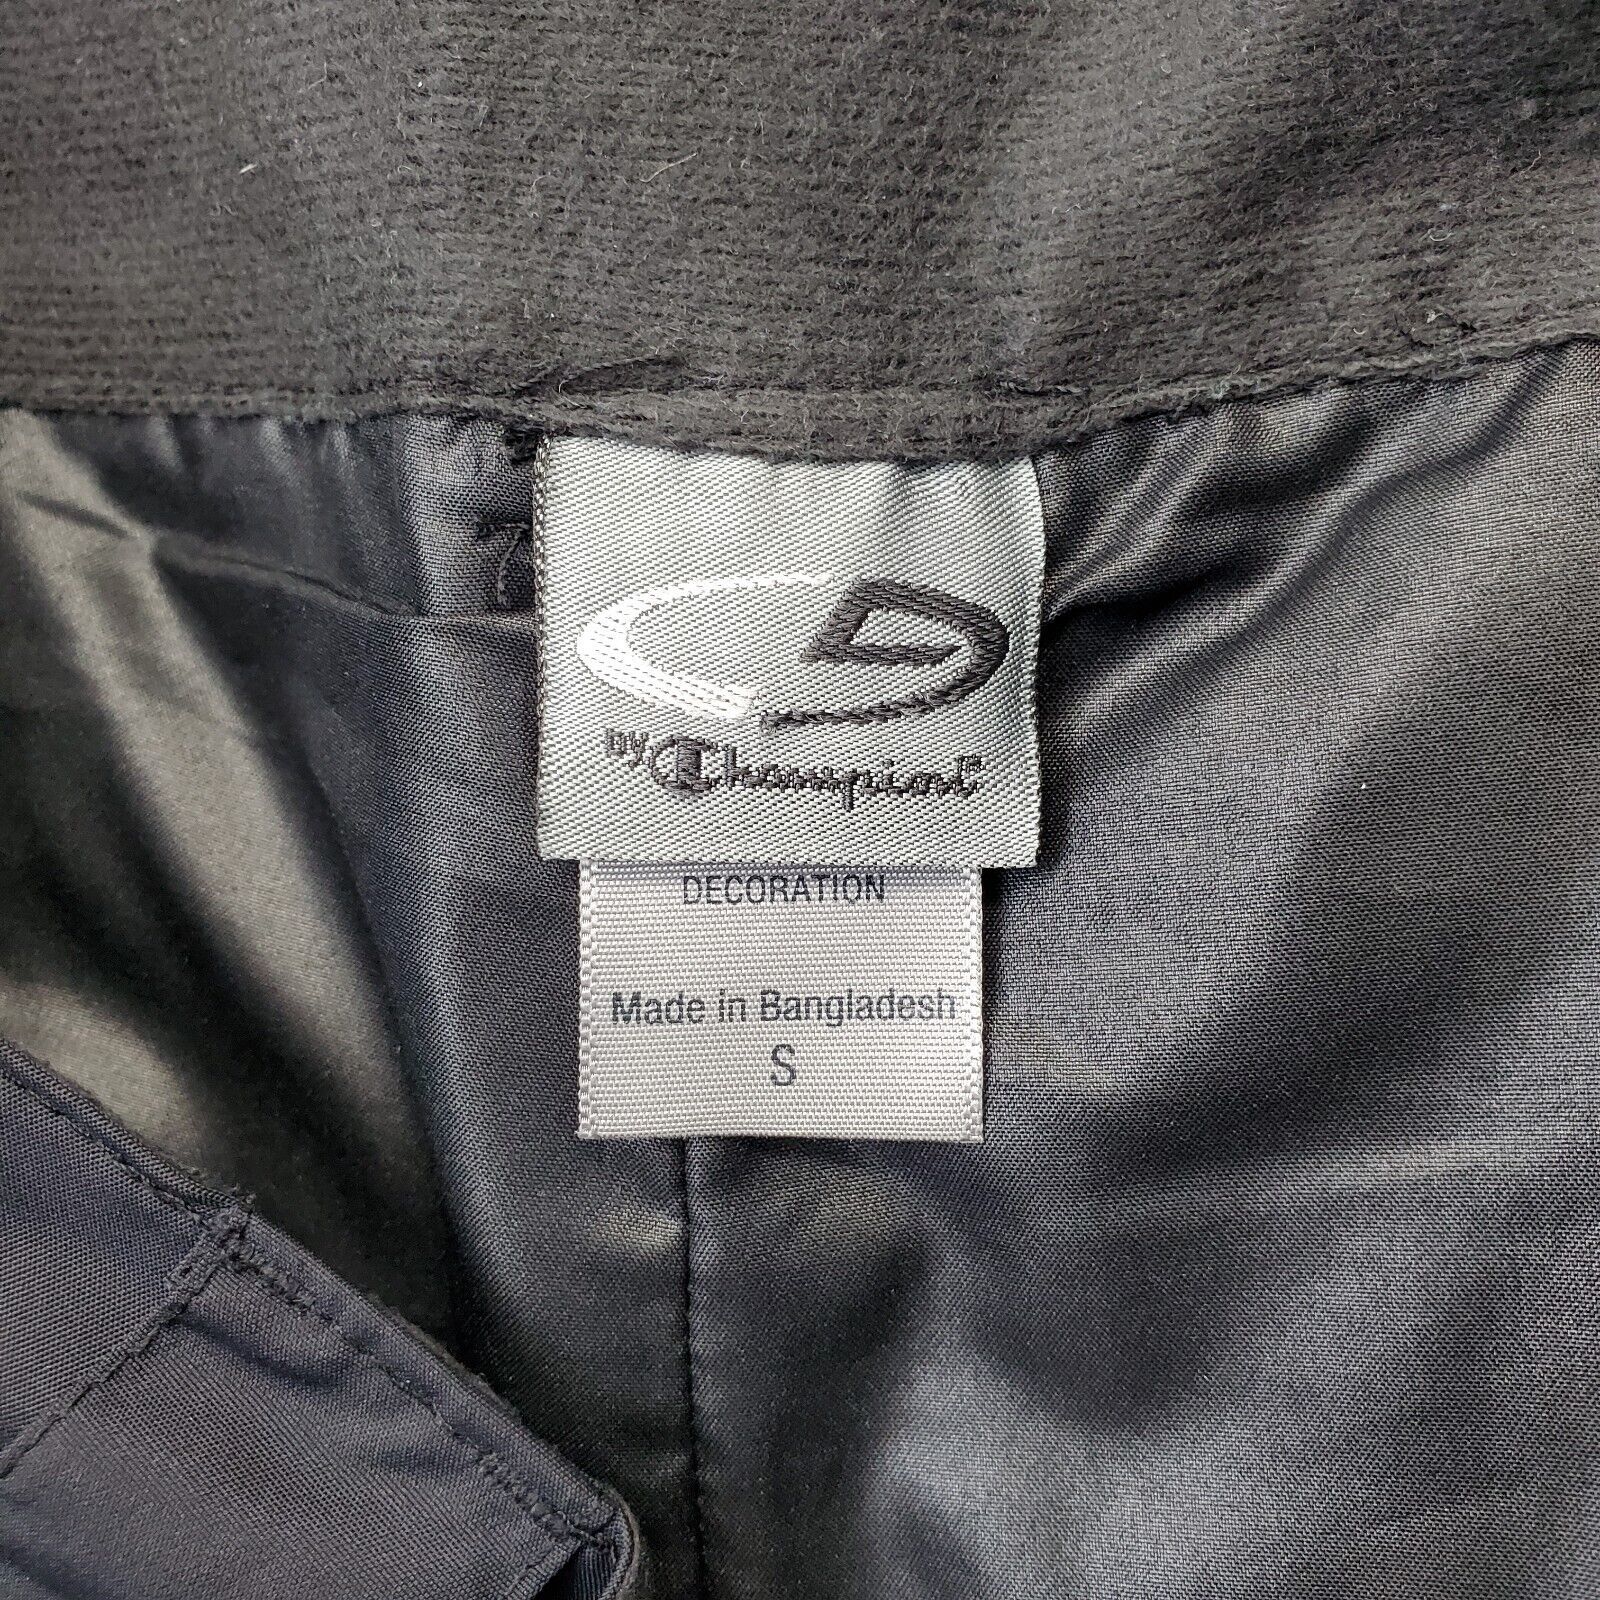 by Champion®
DECORATION
Made in Bangladesh
S